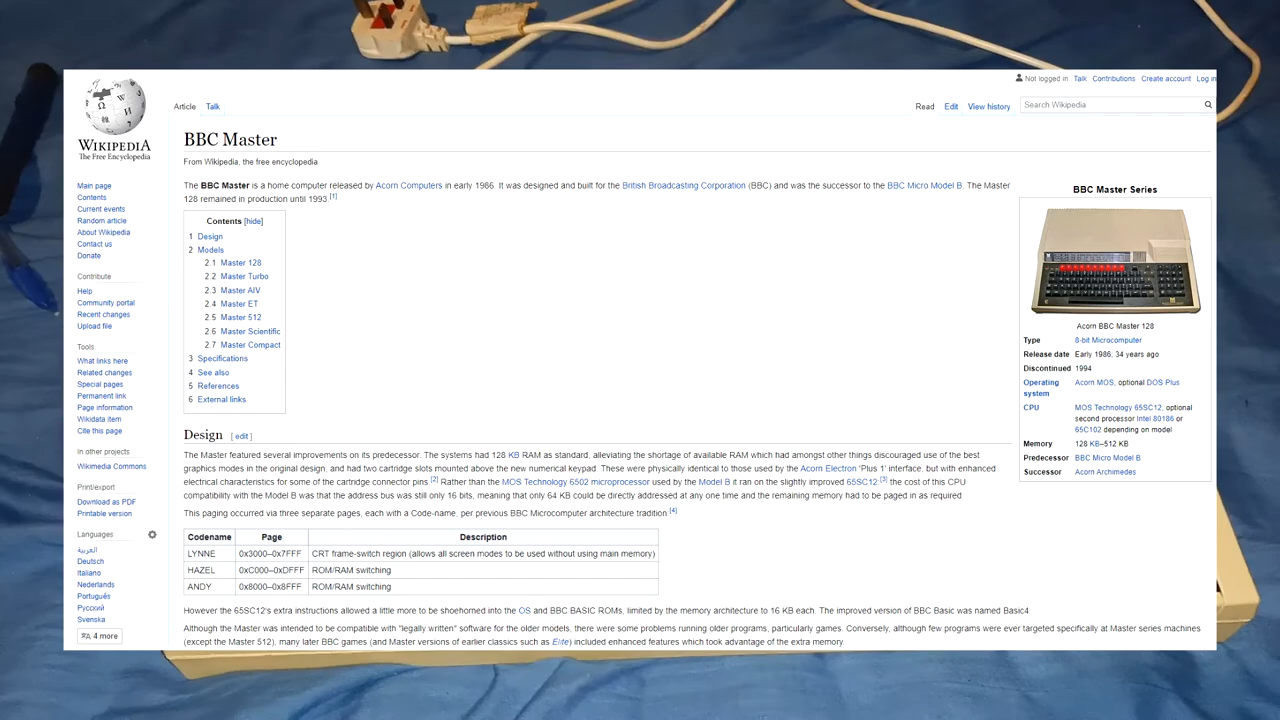 Not logged in Talk Contributions Create account Log in
Article Talk Read Edit View history Search Wikipedia
WIKIPEDIA
The Free Encyclopedia
Main page
Contents
Current events
Random article
About Wikipedia
Contact us
Donate
Contribute
Help
Community portal
Recent changes
Upload file
Tools
What links here
Related changes
Special pages
Permanent link
Page information
Wikidata item
Cite this page
In other projects
Wikimedia Commons
Print/export
Download as PDF
Printable version
Languages
العربية
Deutsch
Italiano
Nederlands
Português
Русский
Svenska
4 more
BBC Master
From Wikipedia, the free encyclopedia
The BBC Master is a home computer released by Acorn Computers in early 1986. It was designed and built for the British Broadcasting Corporation (BBC) and was the successor to the BBC Micro Model B. The Master
128 remained in production until 1993.[1]
Contents [hide]
1 Design
2 Models
2.1 Master 128
2.2 Master Turbo
2.3 Master AIV
2.4 Master ET
2.5 Master 512
2.6 Master Scientific
2.7 Master Compact
3 Specifications
4 See also
5 References
6 External links
BBC Master Series
Acorn BBC Master 128
Type 8-bit Microcomputer
Release date Early 1986, 34 years ago
Discontinued 1994
Operating Acorn MOS, optional DOS Plus
system
CPU MOS Technology 65SC12, optional
second processor Intel 80186 or
65C102 depending on model
Memory 128 KB–512 KB
Predecessor BBC Micro Model B
Successor Acorn Archimedes
Design [ edit ]
The Master featured several improvements on its predecessor. The systems had 128 KB RAM as standard, alleviating the shortage of available RAM which had amongst other things discouraged use of the best
graphics modes in the original design, and had two cartridge slots mounted above the new numerical keypad. These were physically identical to those used by the Acorn Electron 'Plus 1' interface, but with enhanced
electrical characteristics for some of the cartridge connector pins.[2] Rather than the MOS Technology 6502 microprocessor used by the Model B it ran on the slightly improved 65SC12:[3] the cost of this CPU
compatibility with the Model B was that the address bus was still only 16 bits, meaning that only 64 KB could be directly addressed at any one time and the remaining memory had to be paged in as required.
This paging occurred via three separate pages, each with a Code-name, per previous BBC Microcomputer architecture tradition.[4]
Codename Page Description
LYNNE 0x3000–0x7FFF CRT frame-switch region (allows all screen modes to be used without using main memory)
HAZEL 0xC000–0xDFFF ROM/RAM switching
ANDY 0x8000–0x8FFF ROM/RAM switching
However the 65SC12's extra instructions allowed a little more to be shoehorned into the OS and BBC BASIC ROMs, limited by the memory architecture to 16 KB each. The improved version of BBC Basic was named Basic4.
Although the Master was intended to be compatible with "legally written" software for the older models, there were some problems running older programs, particularly games. Conversely, although few programs were ever targeted specifically at Master series machines
(except the Master 512), many later BBC games (and Master versions of earlier classics such as Elite) included enhanced features which took advantage of the extra memory.